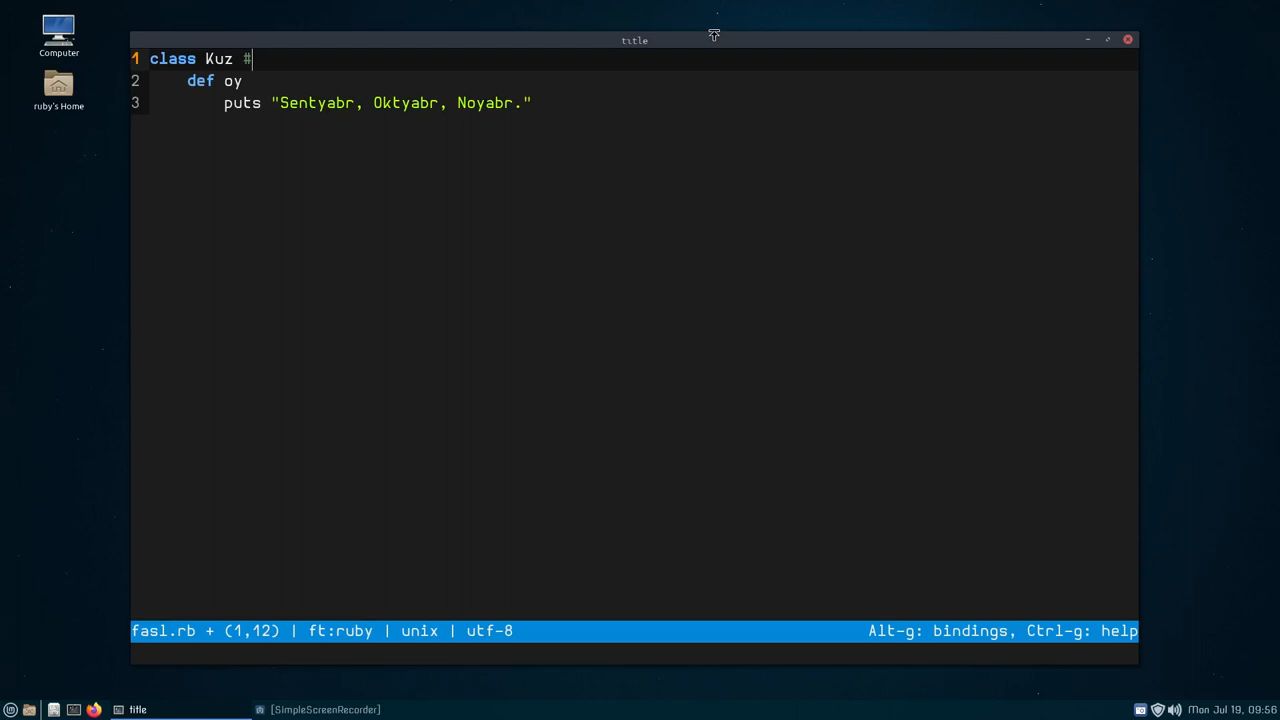 Computer
ruby's Home
title
1 class Kuz #
2 def oy
3 puts "Sentyabr, Oktyabr, Noyabr."
fasl.rb + (1,12) | ft:ruby | unix | utf-8
Alt-g: bindings, Ctrl-g: help
title
[SimpleScreenRecorder]
Mon Jul 19, 09:56